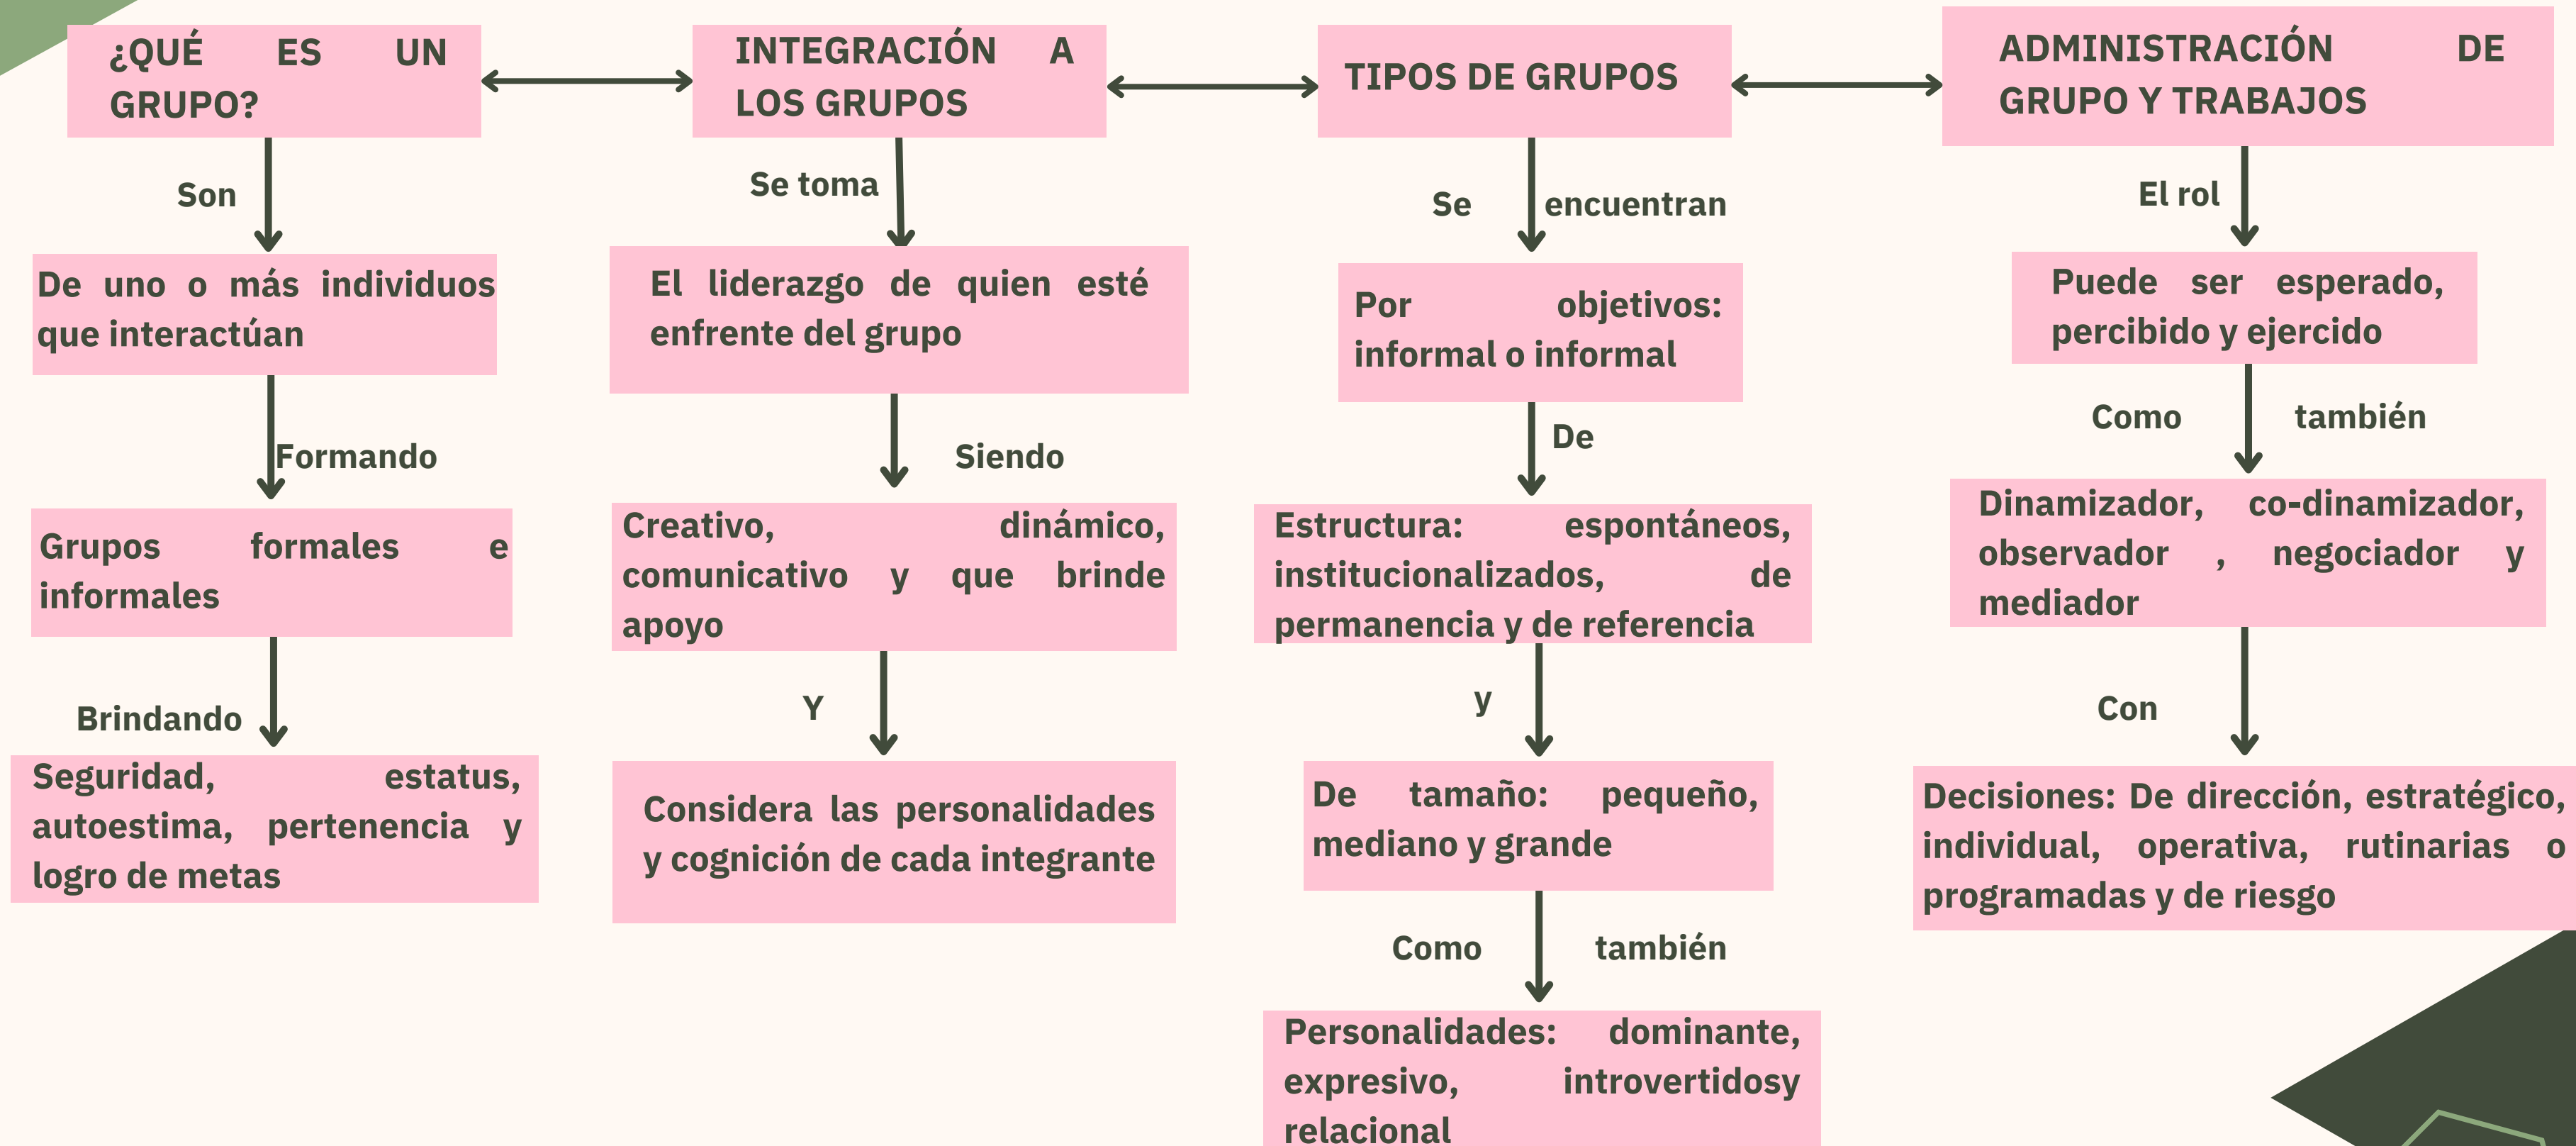 ¿QUÉ ES UN
GRUPO?
Son
De uno o más individuos
que interactúan
Formando
Grupos formales e
informales
Brindando
Seguridad, estatus,
autoestima, pertenencia y
logro de metas
INTEGRACIÓN A
LOS GRUPOS
Se toma
El liderazgo de quien esté
enfrente del grupo
Siendo
Creativo, dinámico,
comunicativo y que brinde
apoyo
Y
Considera las personalidades
y cognición de cada integrante
TIPOS DE GRUPOS
Se encuentran
Por objetivos:
informal o informal
De
Estructura: espontáneos,
institucionalizados, de
permanencia y de referencia
y
De tamaño: pequeño,
mediano y grande
Como también
Personalidades: dominante,
expresivo, introvertidosy
relacional
ADMINISTRACIÓN DE
GRUPO Y TRABAJOS
El rol
Puede ser esperado,
percibido y ejercido
Como también
Dinamizador, co-dinamizador,
observador , negociador y
mediador
Con
Decisiones: De dirección, estratégico,
individual, operativa, rutinarias o
programadas y de riesgo